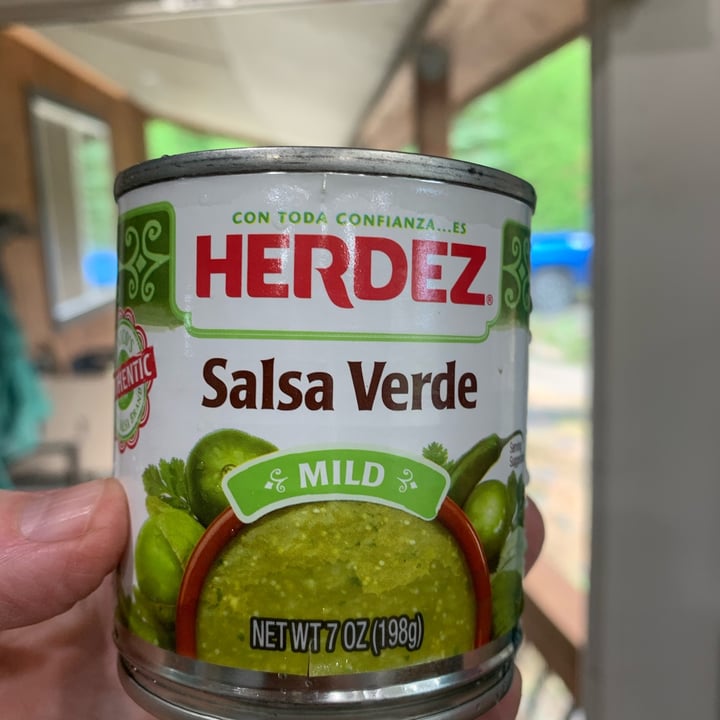 CON TODA CONFIANZA...ES
HERDEZ®
Salsa Verde
MILD
NET WT 7 OZ (198g)